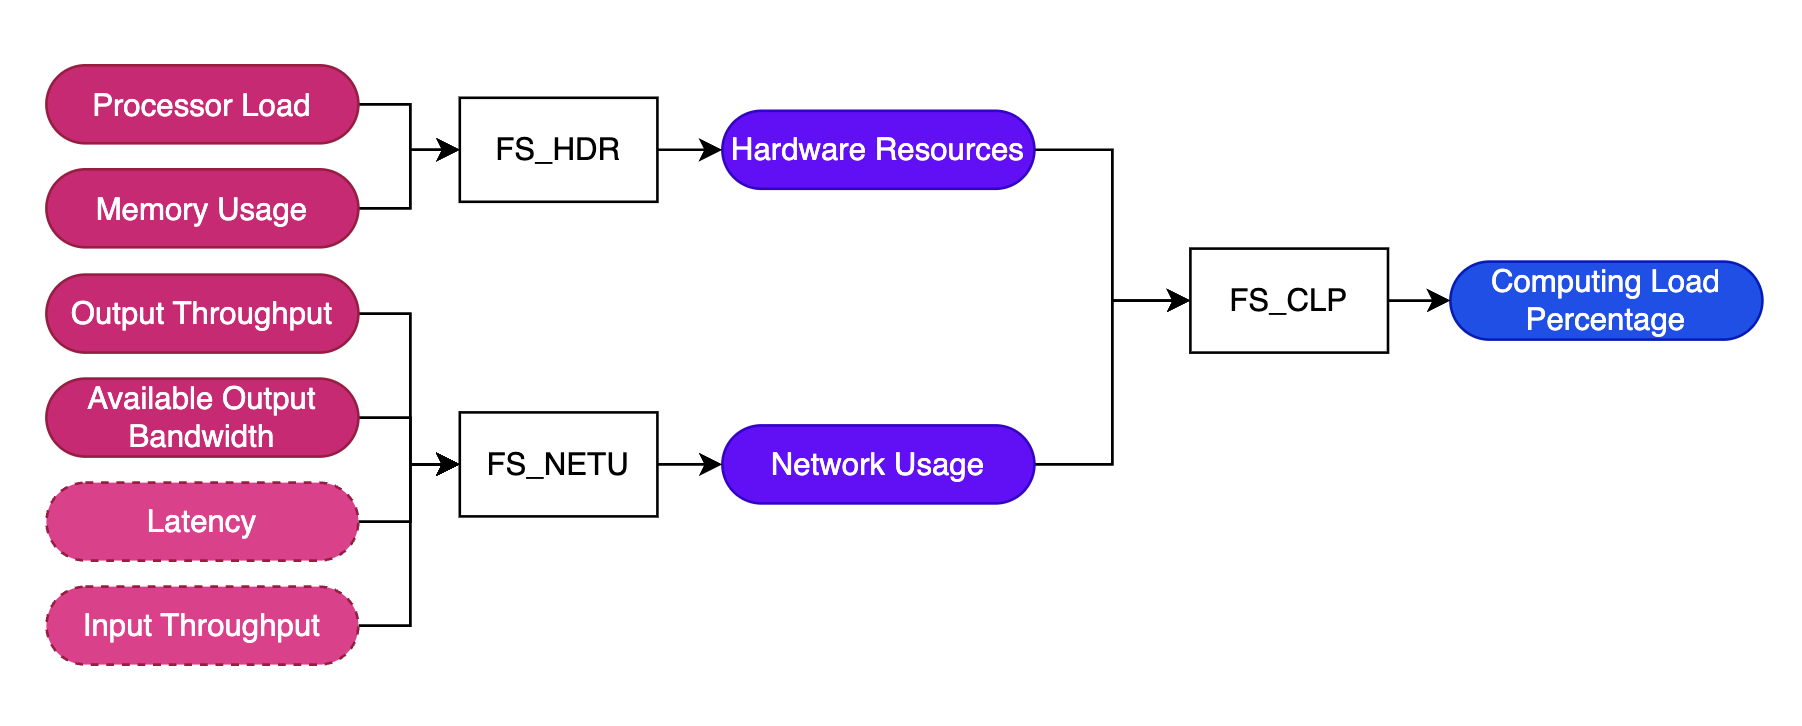 Processor Load
Memory Usage
Output Throughput
Available Output
Bandwidth
Latency
Input Throughput
FS_HDR
FS_NETU
Hardware Resources
Network Usage
FS_CLP
Computing Load
Percentage